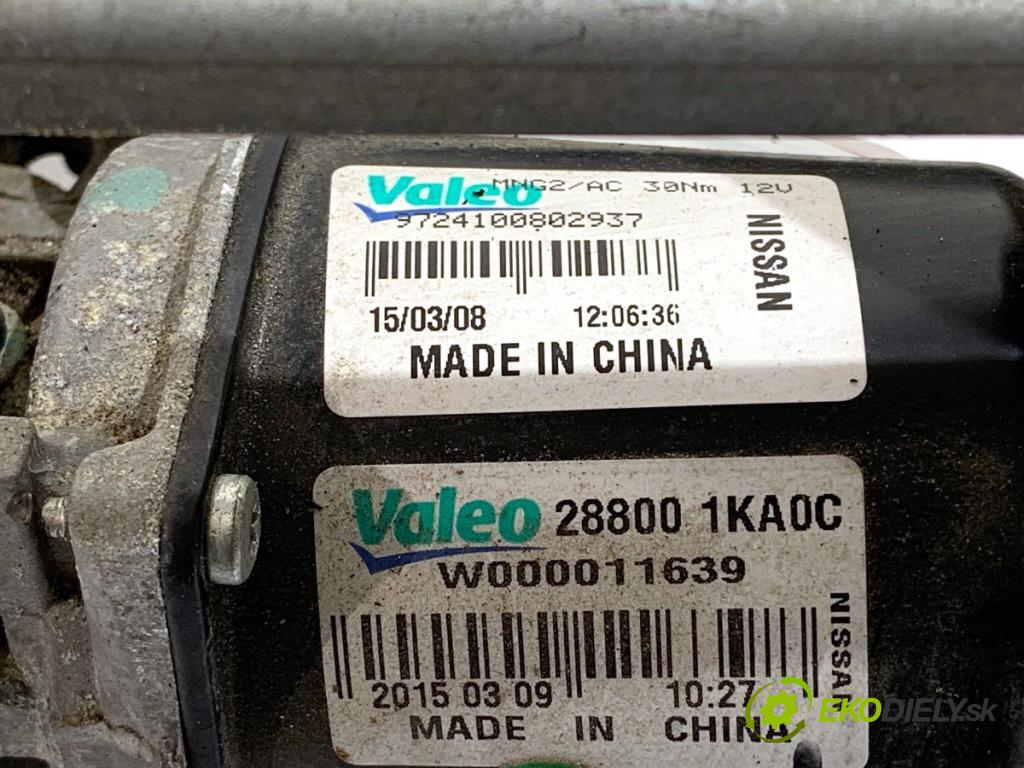 Valeo MNG2/AC 30Nm 12V
9724100802937
15/03/08 12:06:36
MADE IN CHINA
NISSAN
Valeo 28800 1KA0C
W000011639
2015 03 09 10:27
MADE IN CHINA
NISSAN
EKODIELY.sk